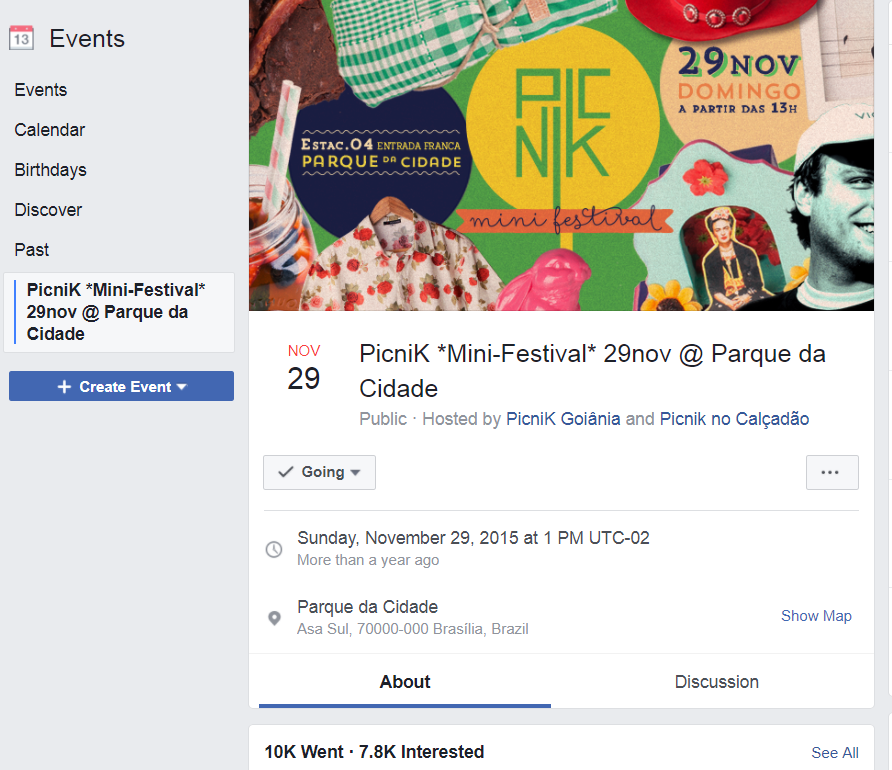 13
Events
Events
Calendar
Birthdays
Discover
Past
PicniK *Mini-Festival*
29nov @ Parque da
Cidade
Create Event
ESTAC.04 ENTRADA FRANCA
PARQUE DA CIDADE
PIC
NIK
mini festival
29NOV
DOMINGO
A PARTIR DAS 13H
NOV
29
PicniK *Mini-Festival* 29nov @ Parque da
Cidade
Public · Hosted by PicniK Goiânia and Picnik no Calçadão
Going
...
Sunday, November 29, 2015 at 1 PM UTC-02
More than a year ago
Parque da Cidade
Asa Sul, 70000-000 Brasília, Brazil
Show Map
About
Discussion
10K Went · 7.8K Interested
See All